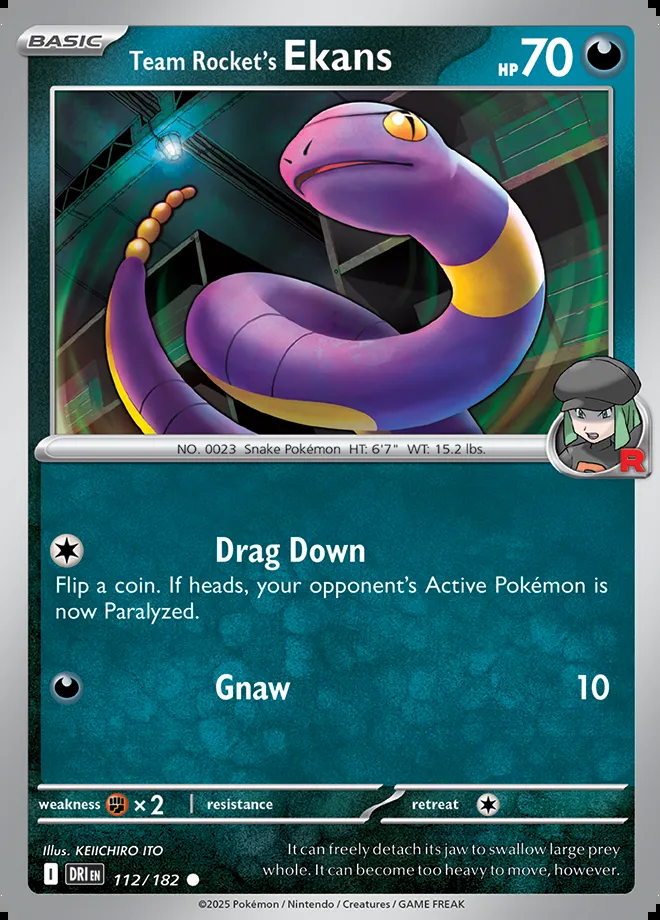 BASIC
Team Rocket's Ekans HP 70
NO. 0023 Snake Pokémon HT: 6'7" WT: 15.2 lbs.
R
Drag Down
Flip a coin. If heads, your opponent's Active Pokémon is
now Paralyzed.
Gnaw 10
weakness ×2 resistance retreat
Illus. KEIICHIRO ITO
It can freely detach its jaw to swallow large prey
whole. It can become too heavy to move, however.
I DRI EN 112/182
©2025 Pokémon / Nintendo / Creatures / GAME FREAK